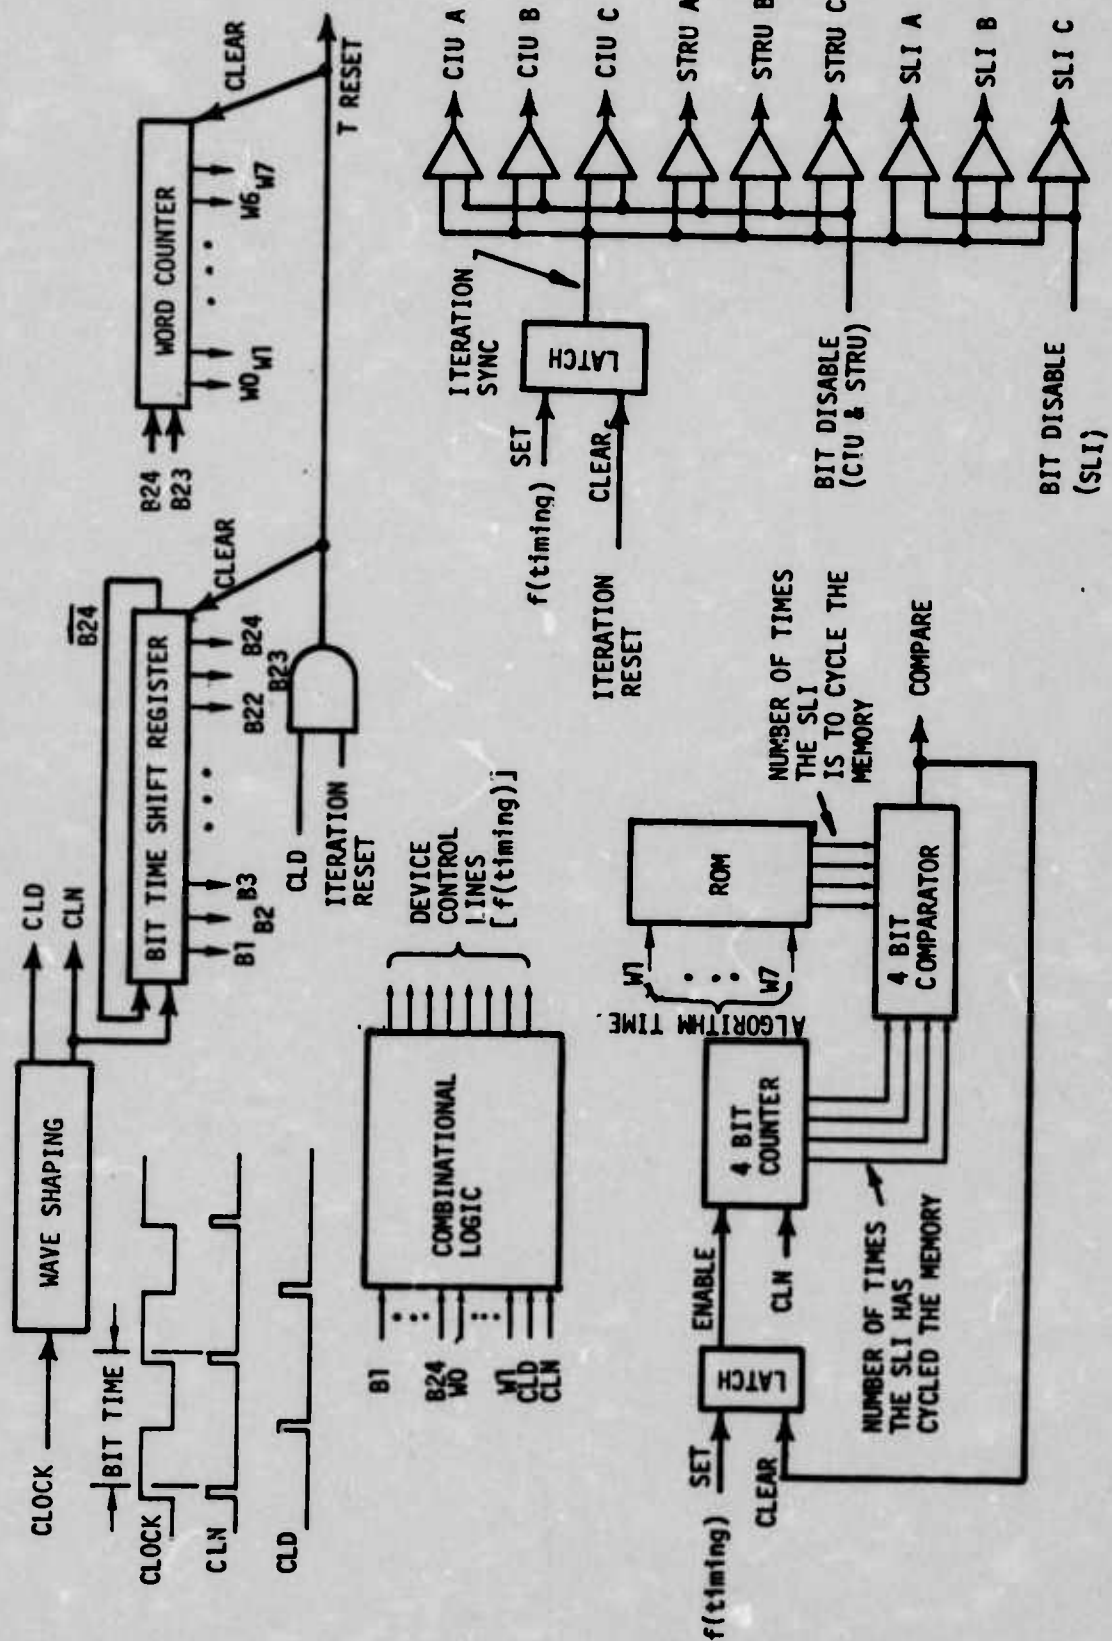 CLOCK
WAVE SHAPING
CLD
CLN
BIT TIME
CLOCK
CLN
CLD
BIT TIME SHIFT REGISTER
B24
CLEAR
B1
B2
B3
B22
B23
B24
CLD
ITERATION
RESET
B24
B23
WORD COUNTER
CLEAR
W0
W1
W6
W7
T RESET
B1
B24
W0
W1
CLD
CLN
COMBINATIONAL
LOGIC
DEVICE
CONTROL
LINES
[f(timing)]
f(timing)
SET
CLEAR
LATCH
ENABLE
CLN
4 BIT
COUNTER
NUMBER OF TIMES
THE SLI HAS
CYCLED THE MEMORY
ALGORITHM TIME
W1
W7
ROM
NUMBER OF TIMES
THE SLI
IS TO CYCLE THE
MEMORY
4 BIT
COMPARATOR
COMPARE
f(timing)
SET
CLEAR
ITERATION
RESET
LATCH
ITERATION
SYNC
BIT DISABLE
(CIU & STRU)
BIT DISABLE
(SLI)
CIU A
CIU B
CIU C
STRU A
STRU B
STRU C
SLI A
SLI B
SLI C